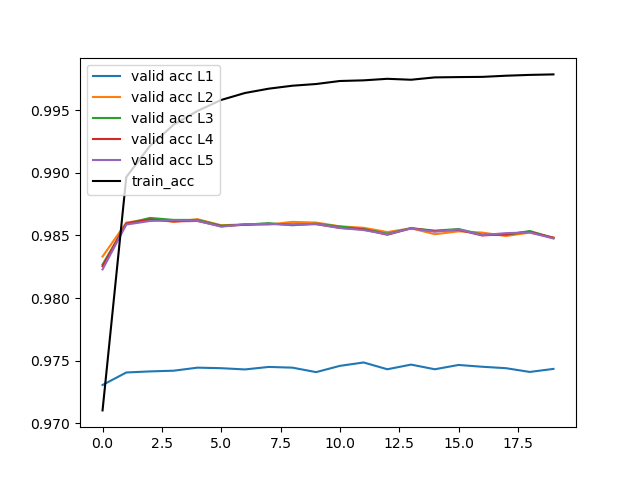 valid acc L1
valid acc L2
valid acc L3
valid acc L4
valid acc L5
train_acc
0.995
0.990
0.985
0.980
0.975
0.970
0.0 2.5 5.0 7.5 10.0 12.5 15.0 17.5